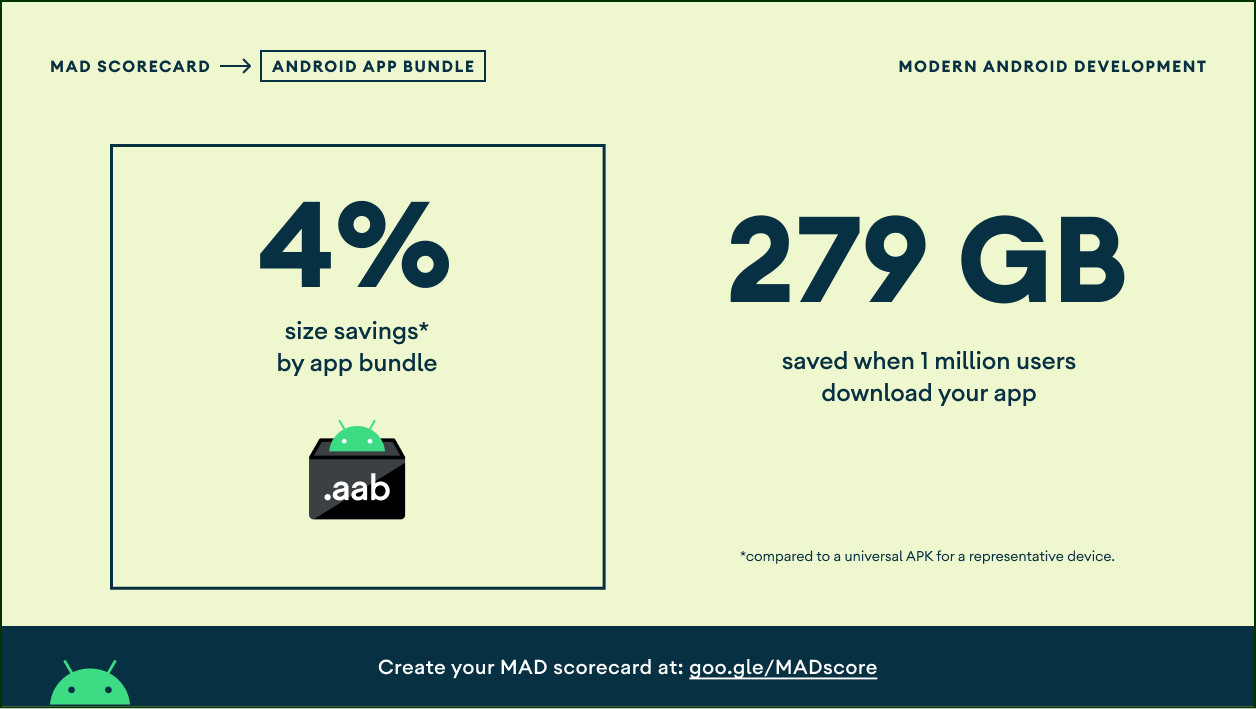 MAD SCORECARD → ANDROID APP BUNDLE
MODERN ANDROID DEVELOPMENT
4%
size savings*
by app bundle
.aab
279 GB
saved when 1 million users
download your app
*compared to a universal APK for a representative device.
Create your MAD scorecard at: goo.gle/MADscore